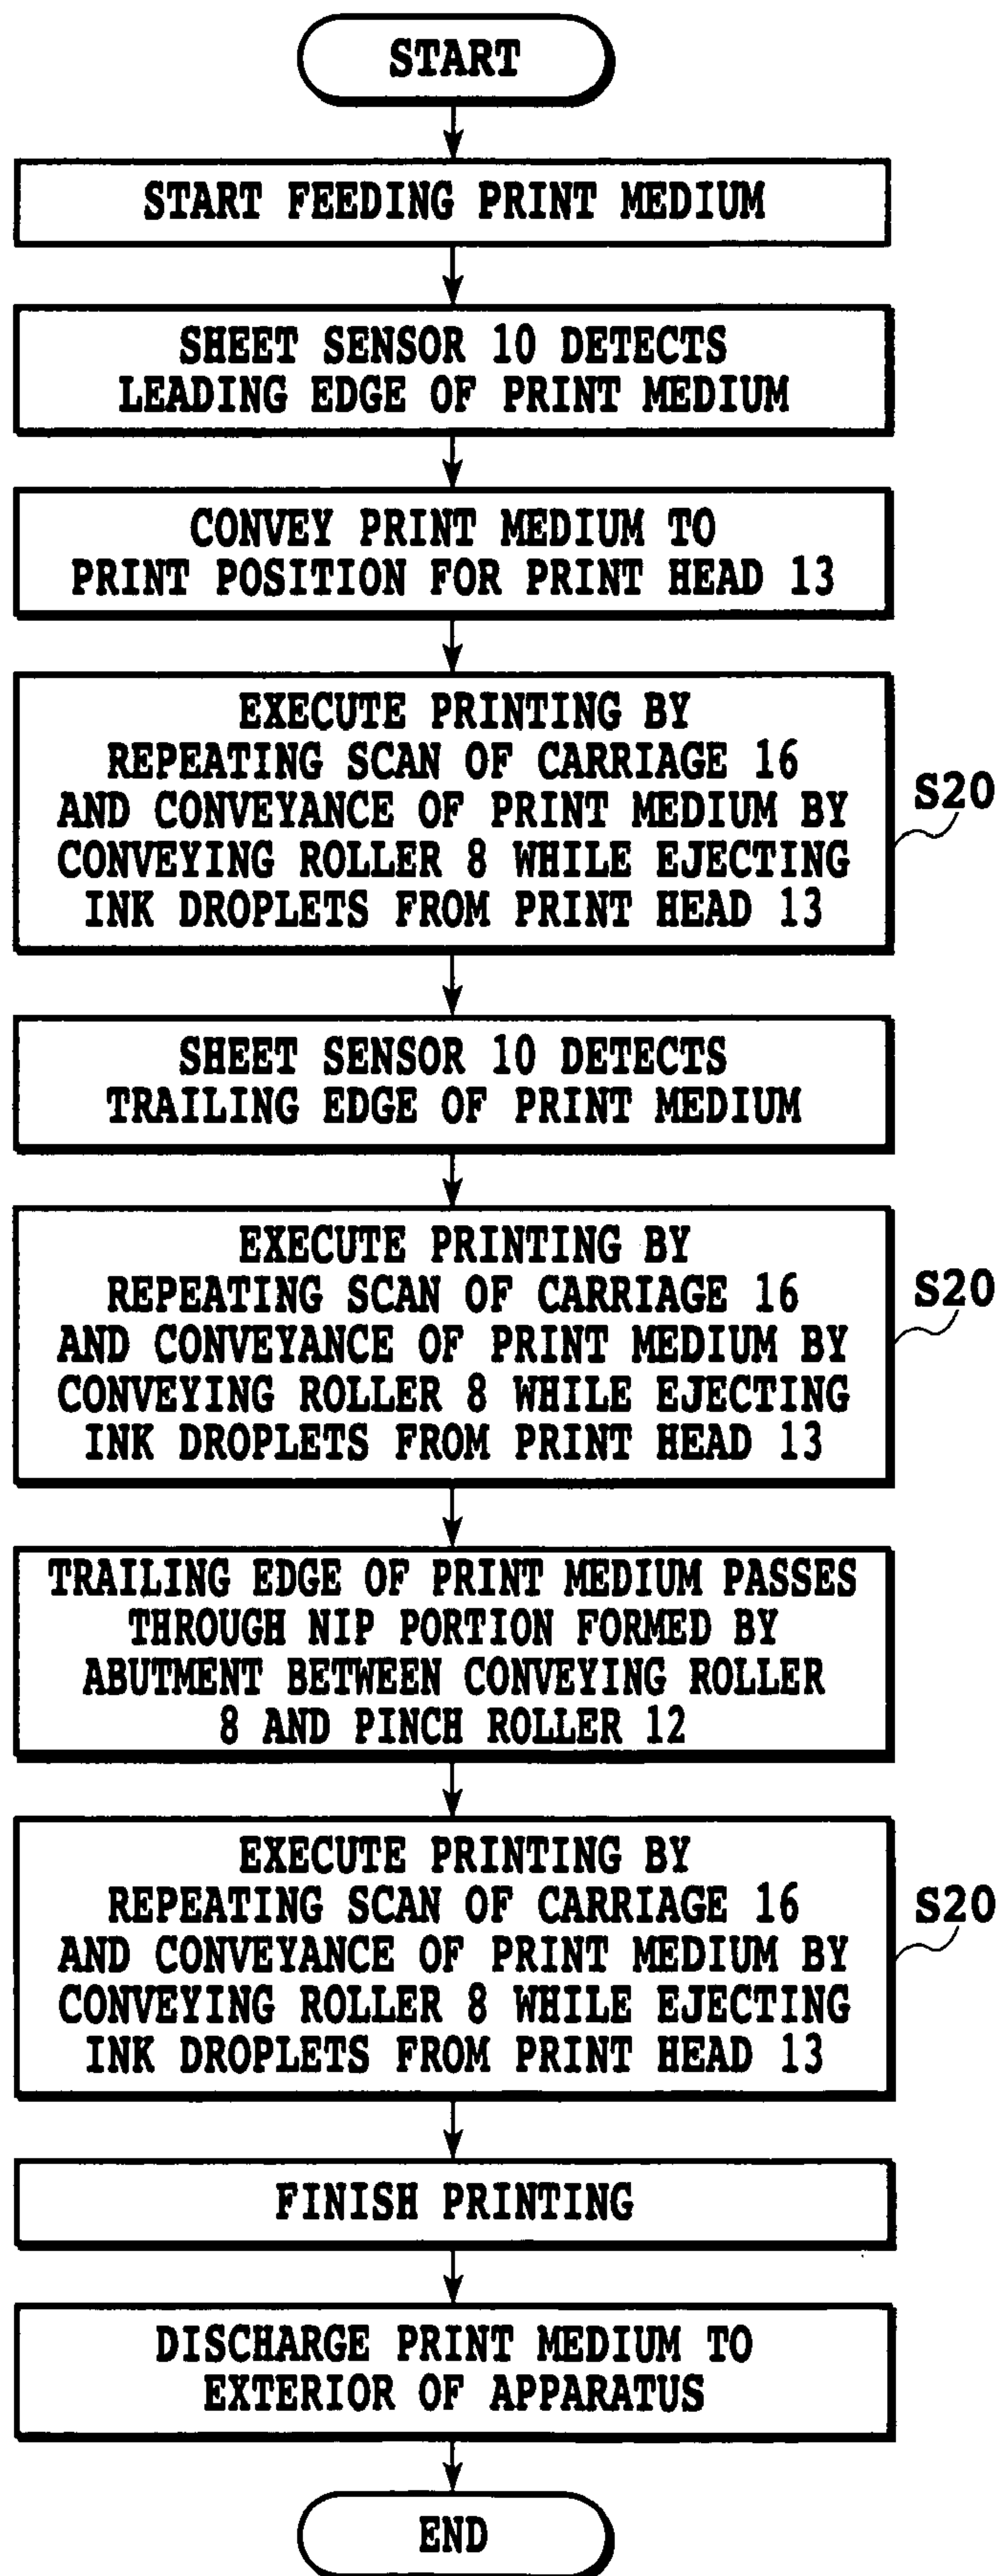 START
START FEEDING PRINT MEDIUM
SHEET SENSOR 10 DETECTS
LEADING EDGE OF PRINT MEDIUM
CONVEY PRINT MEDIUM TO
PRINT POSITION FOR PRINT HEAD 13
EXECUTE PRINTING BY
REPEATING SCAN OF CARRIAGE 16
AND CONVEYANCE OF PRINT MEDIUM BY
CONVEYING ROLLER 8 WHILE EJECTING
INK DROPLETS FROM PRINT HEAD 13
S20
SHEET SENSOR 10 DETECTS
TRAILING EDGE OF PRINT MEDIUM
EXECUTE PRINTING BY
REPEATING SCAN OF CARRIAGE 16
AND CONVEYANCE OF PRINT MEDIUM BY
CONVEYING ROLLER 8 WHILE EJECTING
INK DROPLETS FROM PRINT HEAD 13
S20
TRAILING EDGE OF PRINT MEDIUM PASSES
THROUGH NIP PORTION FORMED BY
ABUTMENT BETWEEN CONVEYING ROLLER
8 AND PINCH ROLLER 12
EXECUTE PRINTING BY
REPEATING SCAN OF CARRIAGE 16
AND CONVEYANCE OF PRINT MEDIUM BY
CONVEYING ROLLER 8 WHILE EJECTING
INK DROPLETS FROM PRINT HEAD 13
S20
FINISH PRINTING
DISCHARGE PRINT MEDIUM TO
EXTERIOR OF APPARATUS
END